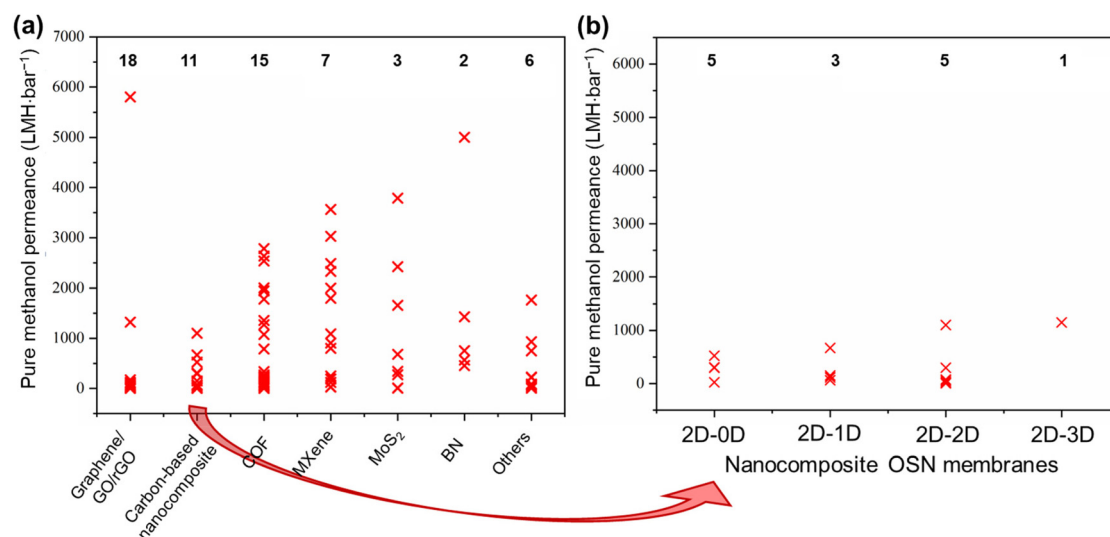 (a)
Pure methanol permeance (LMH·bar⁻¹)
7000
6000
5000
4000
3000
2000
1000
0
18 11 15 7 3 2 6
Graphene/
GO/rGO
Carbon-based
nanocomposite
COF
MXene
MoS₂
BN
Others
(b)
Pure methanol permeance (LMH·bar⁻¹)
6000
5000
4000
3000
2000
1000
0
5 3 5 1
2D-0D 2D-1D 2D-2D 2D-3D
Nanocomposite OSN membranes